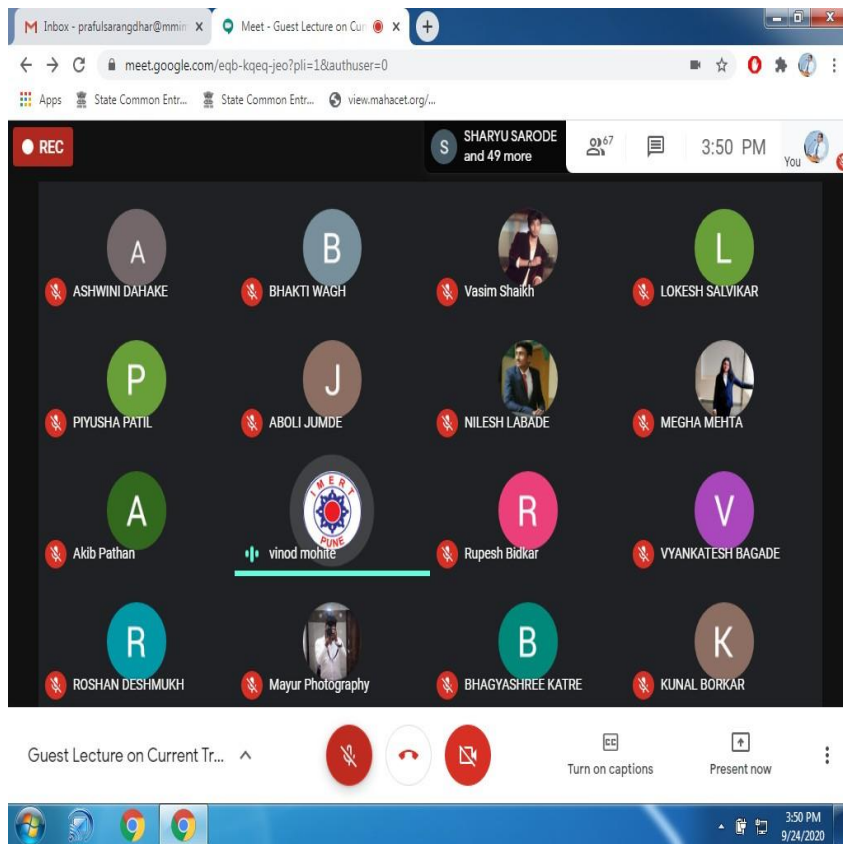 Inbox - prafulsarangdhar@mmin
Meet - Guest Lecture on Cur
meet.google.com/eqb-kqeq-jeo?pli=1&authuser=0
Apps State Common Entr... State Common Entr... view.mahacet.org/...
REC
S SHARYU SARODE
and 49 more
67
3:50 PM
You
A B L
ASHWINI DAHAKE BHAKTI WAGH Vasim Shaikh LOKESH SALVIKAR
P J
PIYUSHA PATIL ABOLI JUMDE NILESH LABADE MEGHA MEHTA
A IMERT PUNE R V
Akib Pathan vinod mohite Rupesh Bidkar VYANKATESH BAGADE
R B K
ROSHAN DESHMUKH Mayur Photography BHAGYASHREE KATRE KUNAL BORKAR
Guest Lecture on Current Tr...
CC
Turn on captions Present now
3:50 PM
9/24/2020